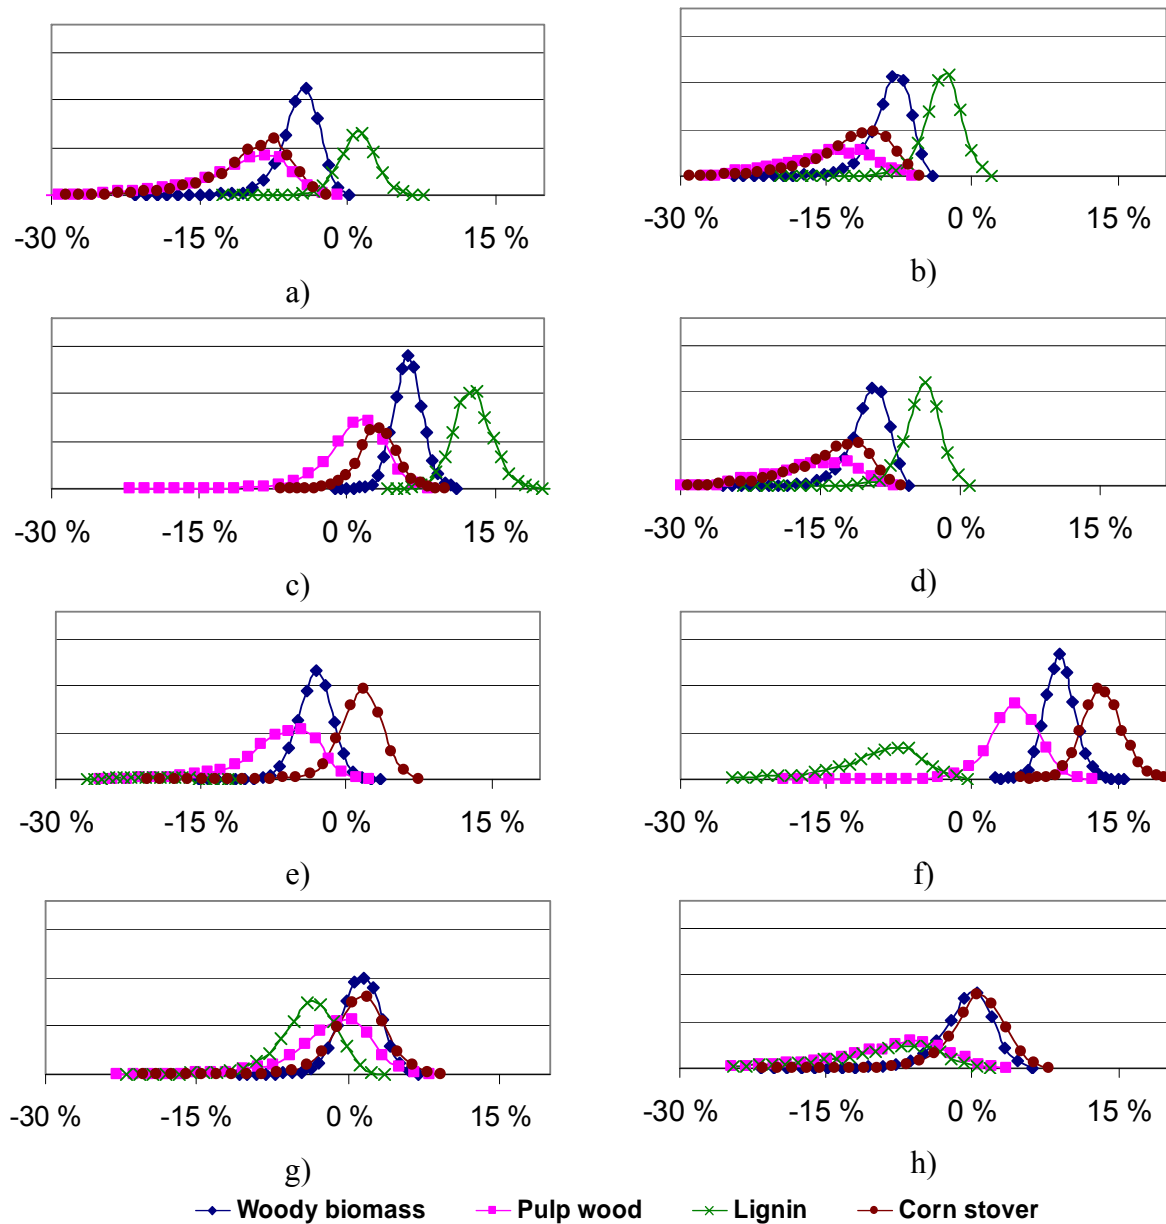 -30 % -15 % 0 % 15 %
a)
-30 % -15 % 0 % 15 %
b)
-30 % -15 % 0 % 15 %
c)
-30 % -15 % 0 % 15 %
d)
-30 % -15 % 0 % 15 %
e)
-30 % -15 % 0 % 15 %
f)
-30 % -15 % 0 % 15 %
g)
-30 % -15 % 0 % 15 %
h)
Woody biomass Pulp wood Lignin Corn stover